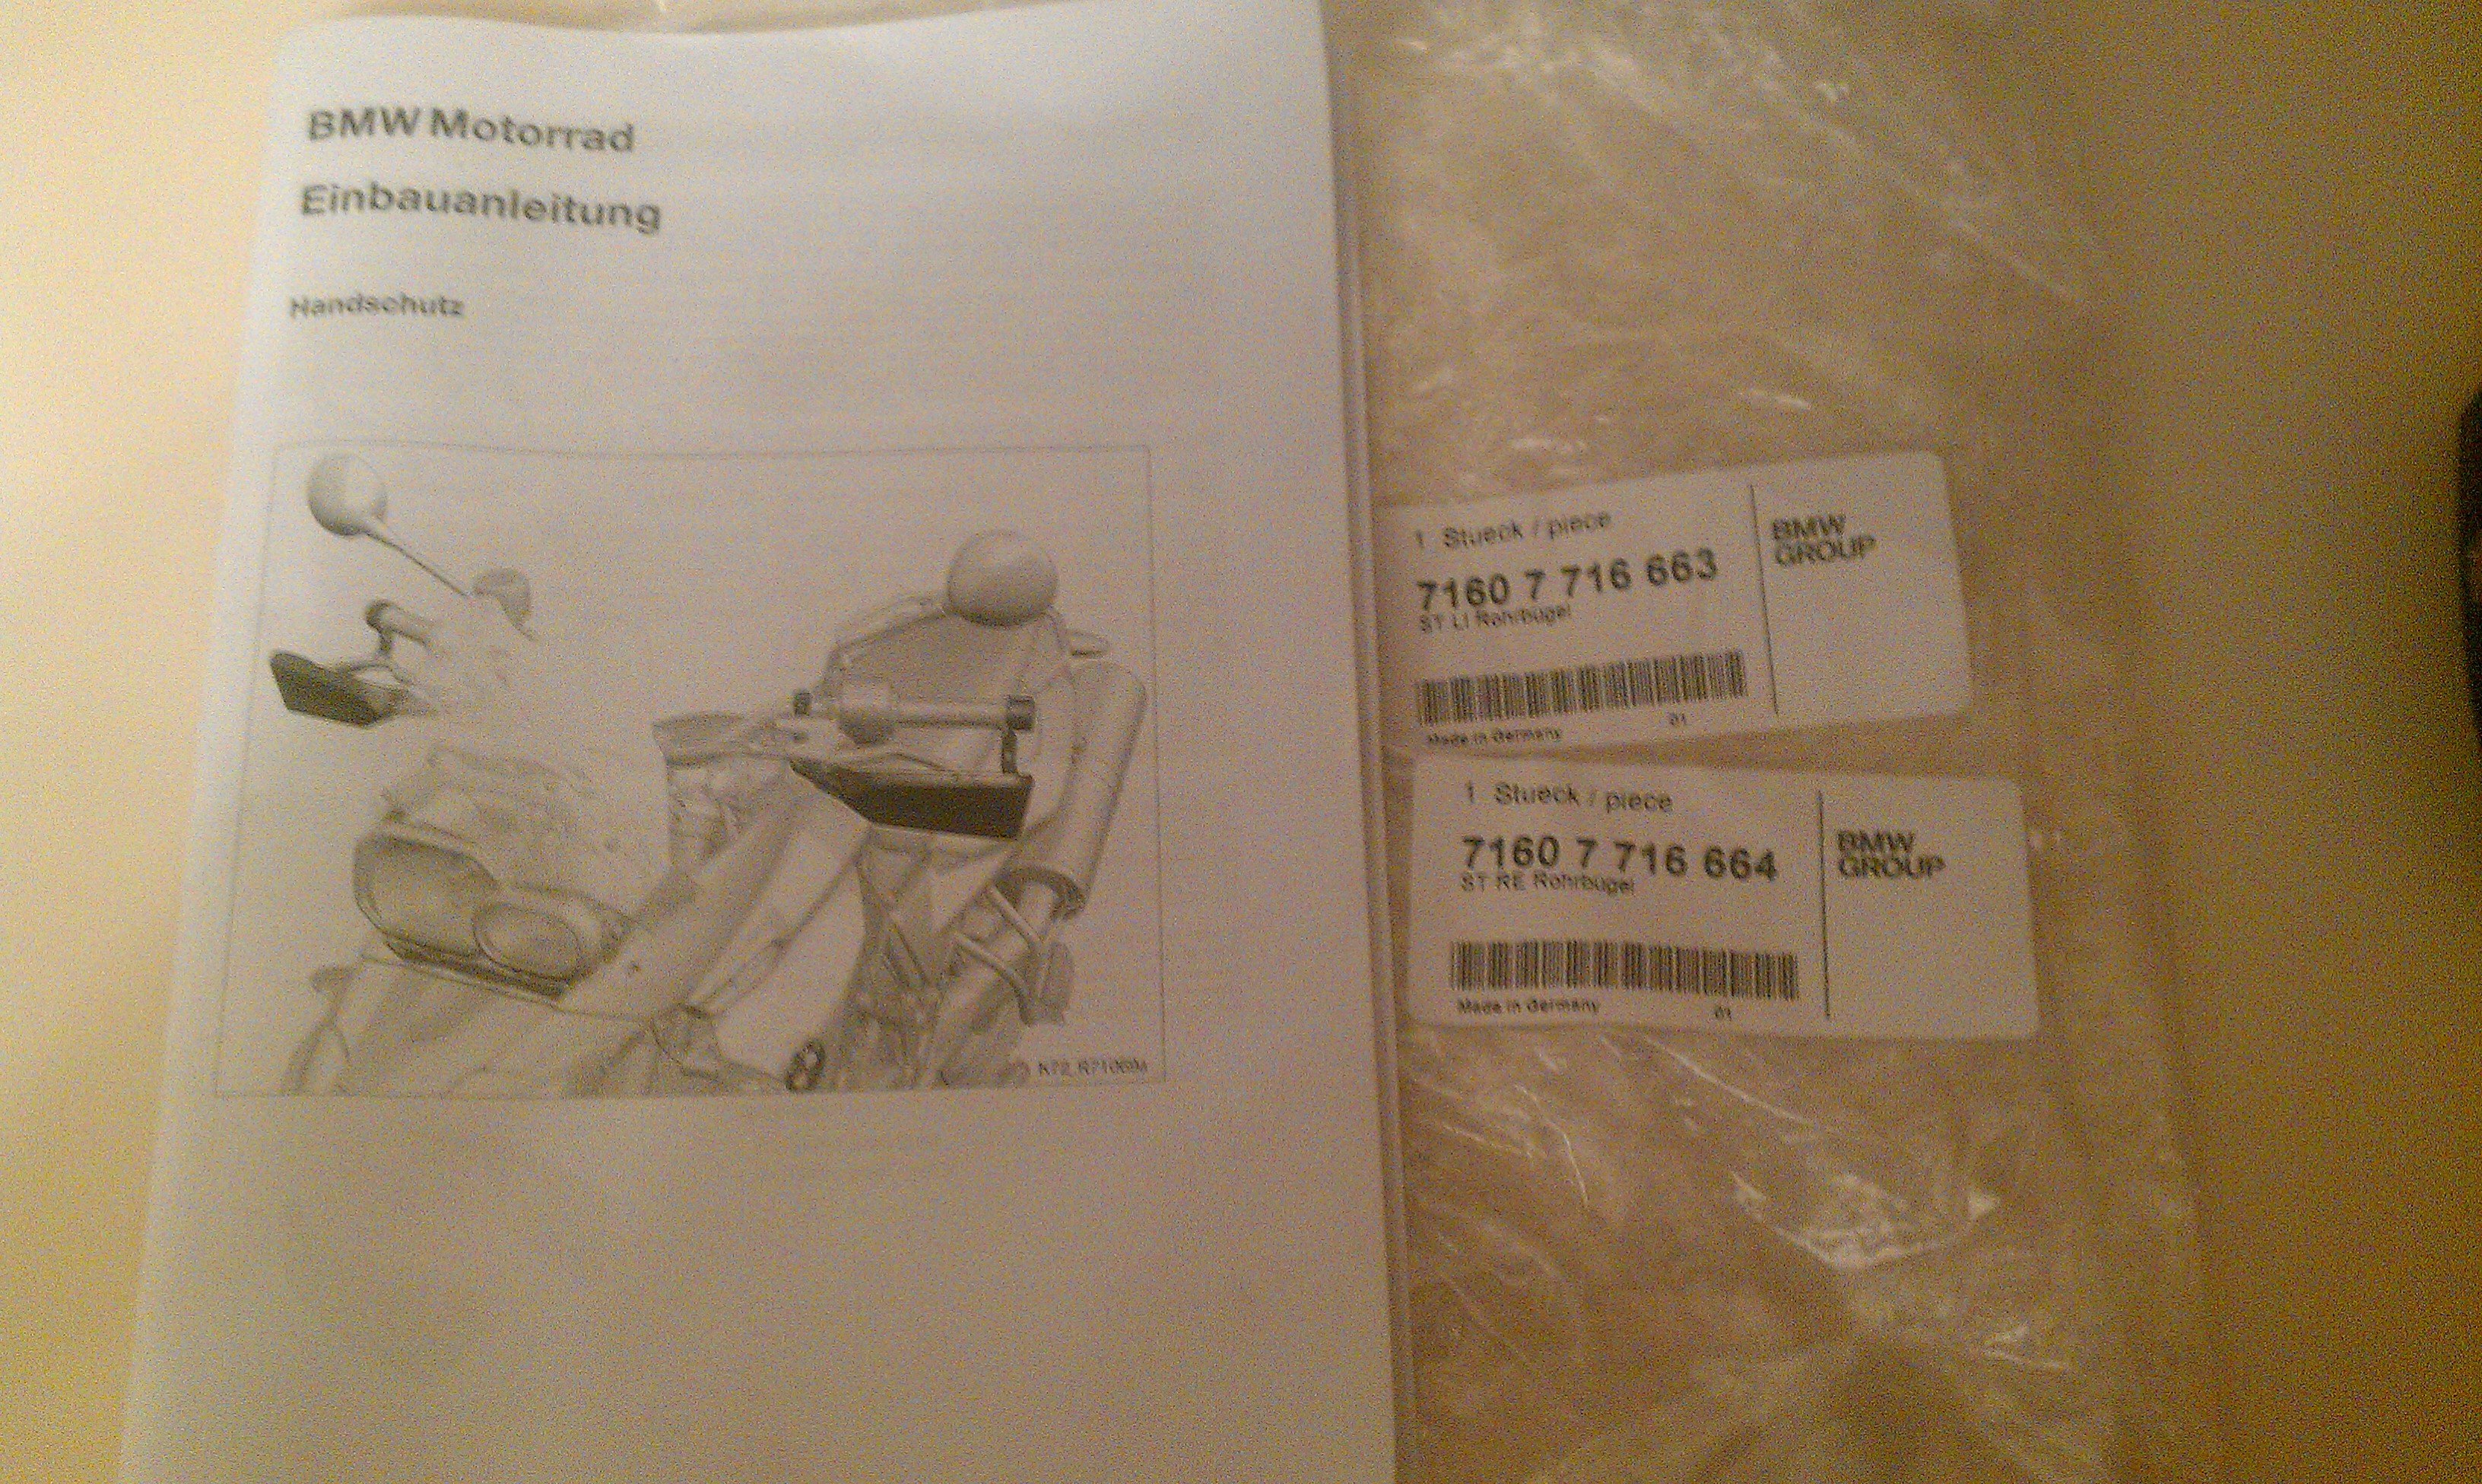 BMW Motorrad
Einbauanleitung
Handschutz
1 Stueck / piece
7160 7 716 663
ST LI Rohrbügel
01
Made in Germany
BMW
GROUP
1 Stueck / piece
7160 7 716 664
ST RE Rohrbügel
Made in Germany
01
BMW
GROUP